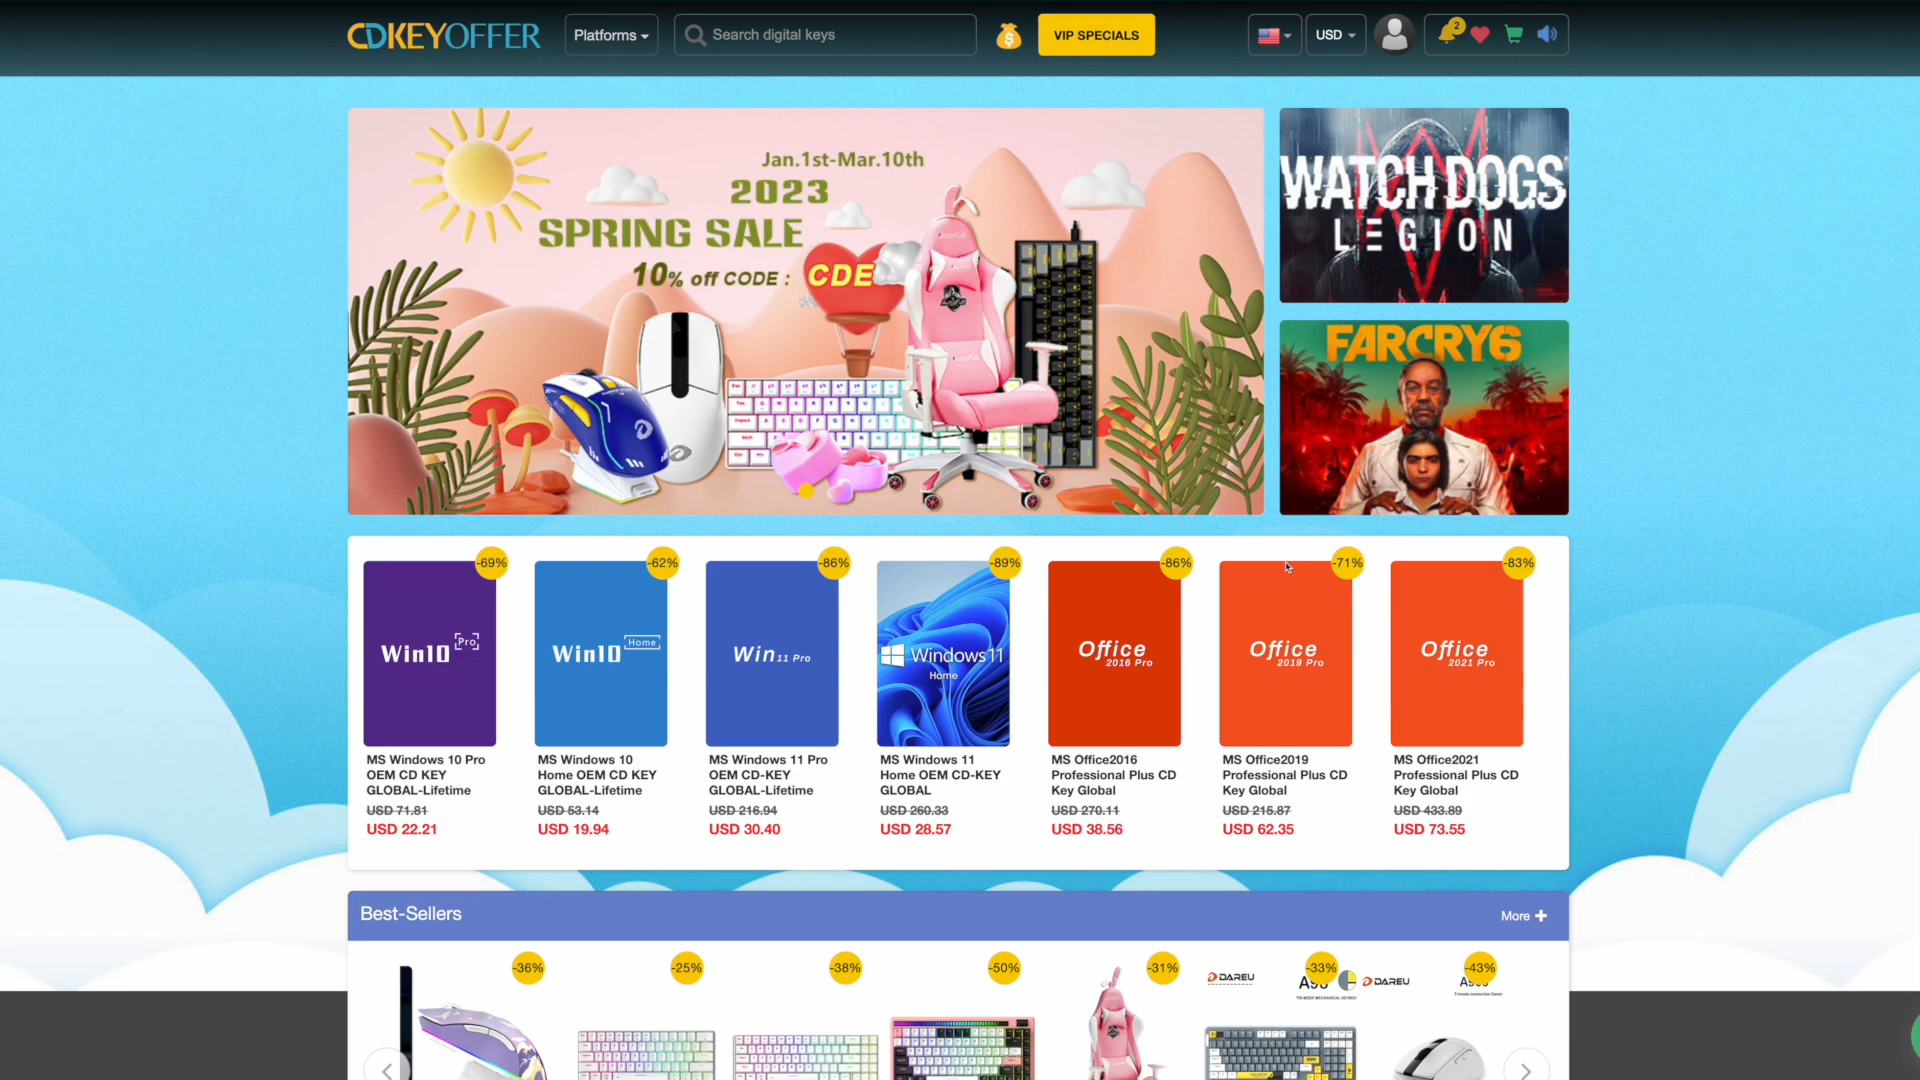 CDKEYOFFER
Platforms
Search digital keys
VIP SPECIALS
USD
2
Jan.1st-Mar.10th
2023
SPRING SALE
10% off CODE :
CDE
WATCH DOGS
LEGION
FARCRY6
-69%
-62%
-86%
-89%
-86%
-71%
-83%
Win10 Pro
Win10 Home
Win 11 Pro
Windows 11
Home
Office
2016 Pro
Office
2019 Pro
Office
2021 Pro
MS Windows 10 Pro
OEM CD KEY
GLOBAL-Lifetime
USD 71.81
USD 22.21
MS Windows 10
Home OEM CD KEY
GLOBAL-Lifetime
USD 53.14
USD 19.94
MS Windows 11 Pro
OEM CD-KEY
GLOBAL-Lifetime
USD 216.94
USD 30.40
MS Windows 11
Home OEM CD-KEY
GLOBAL
USD 260.33
USD 28.57
MS Office2016
Professional Plus CD
Key Global
USD 270.11
USD 38.56
MS Office2019
Professional Plus CD
Key Global
USD 215.87
USD 62.35
MS Office2021
Professional Plus CD
Key Global
USD 433.89
USD 73.55
Best-Sellers
More
-36%
-25%
-38%
-50%
-31%
-33%
-43%
DAREU
DAREU